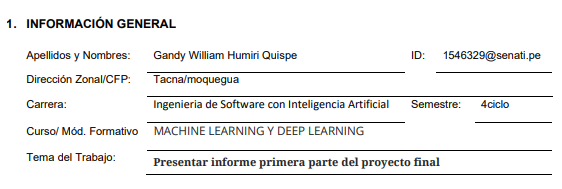 1. INFORMACIÓN GENERAL
Apellidos y Nombres: Gandy William Humiri Quispe ID: 1546329@senati.pe
Dirección Zonal/CFP: Tacna/moquegua
Carrera: Ingenieria de Software con Inteligencia Artificial Semestre: 4ciclo
Curso/ Mód. Formativo MACHINE LEARNING Y DEEP LEARNING
Tema del Trabajo: Presentar informe primera parte del proyecto final